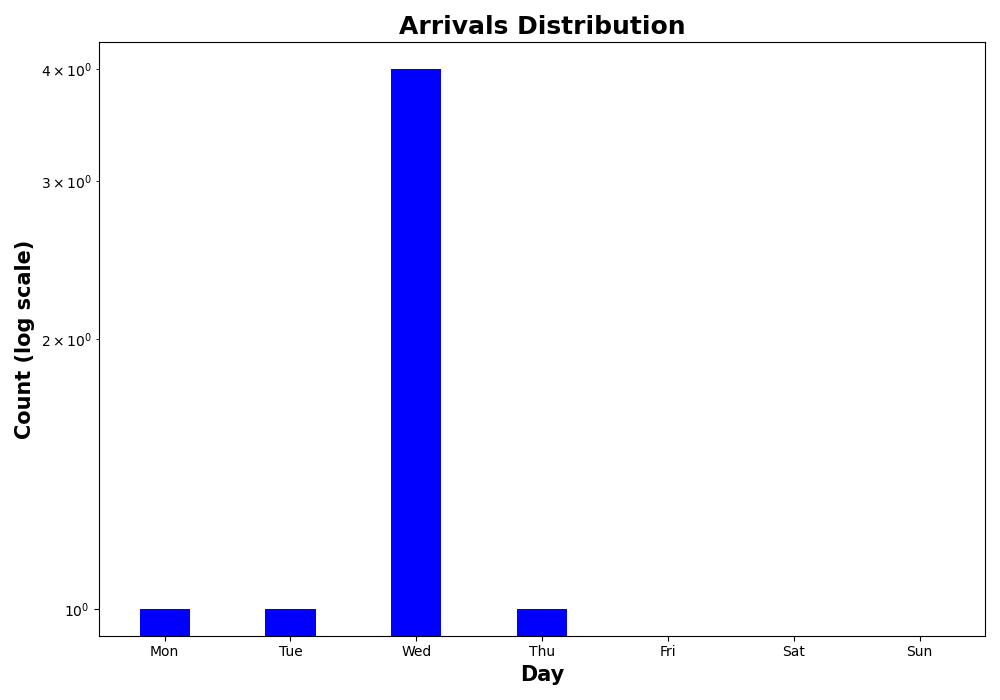 Arrivals Distribution
Count (log scale)
4 × 10⁰
3 × 10⁰
2 × 10⁰
10⁰
Mon Tue Wed Thu Fri Sat Sun
Day